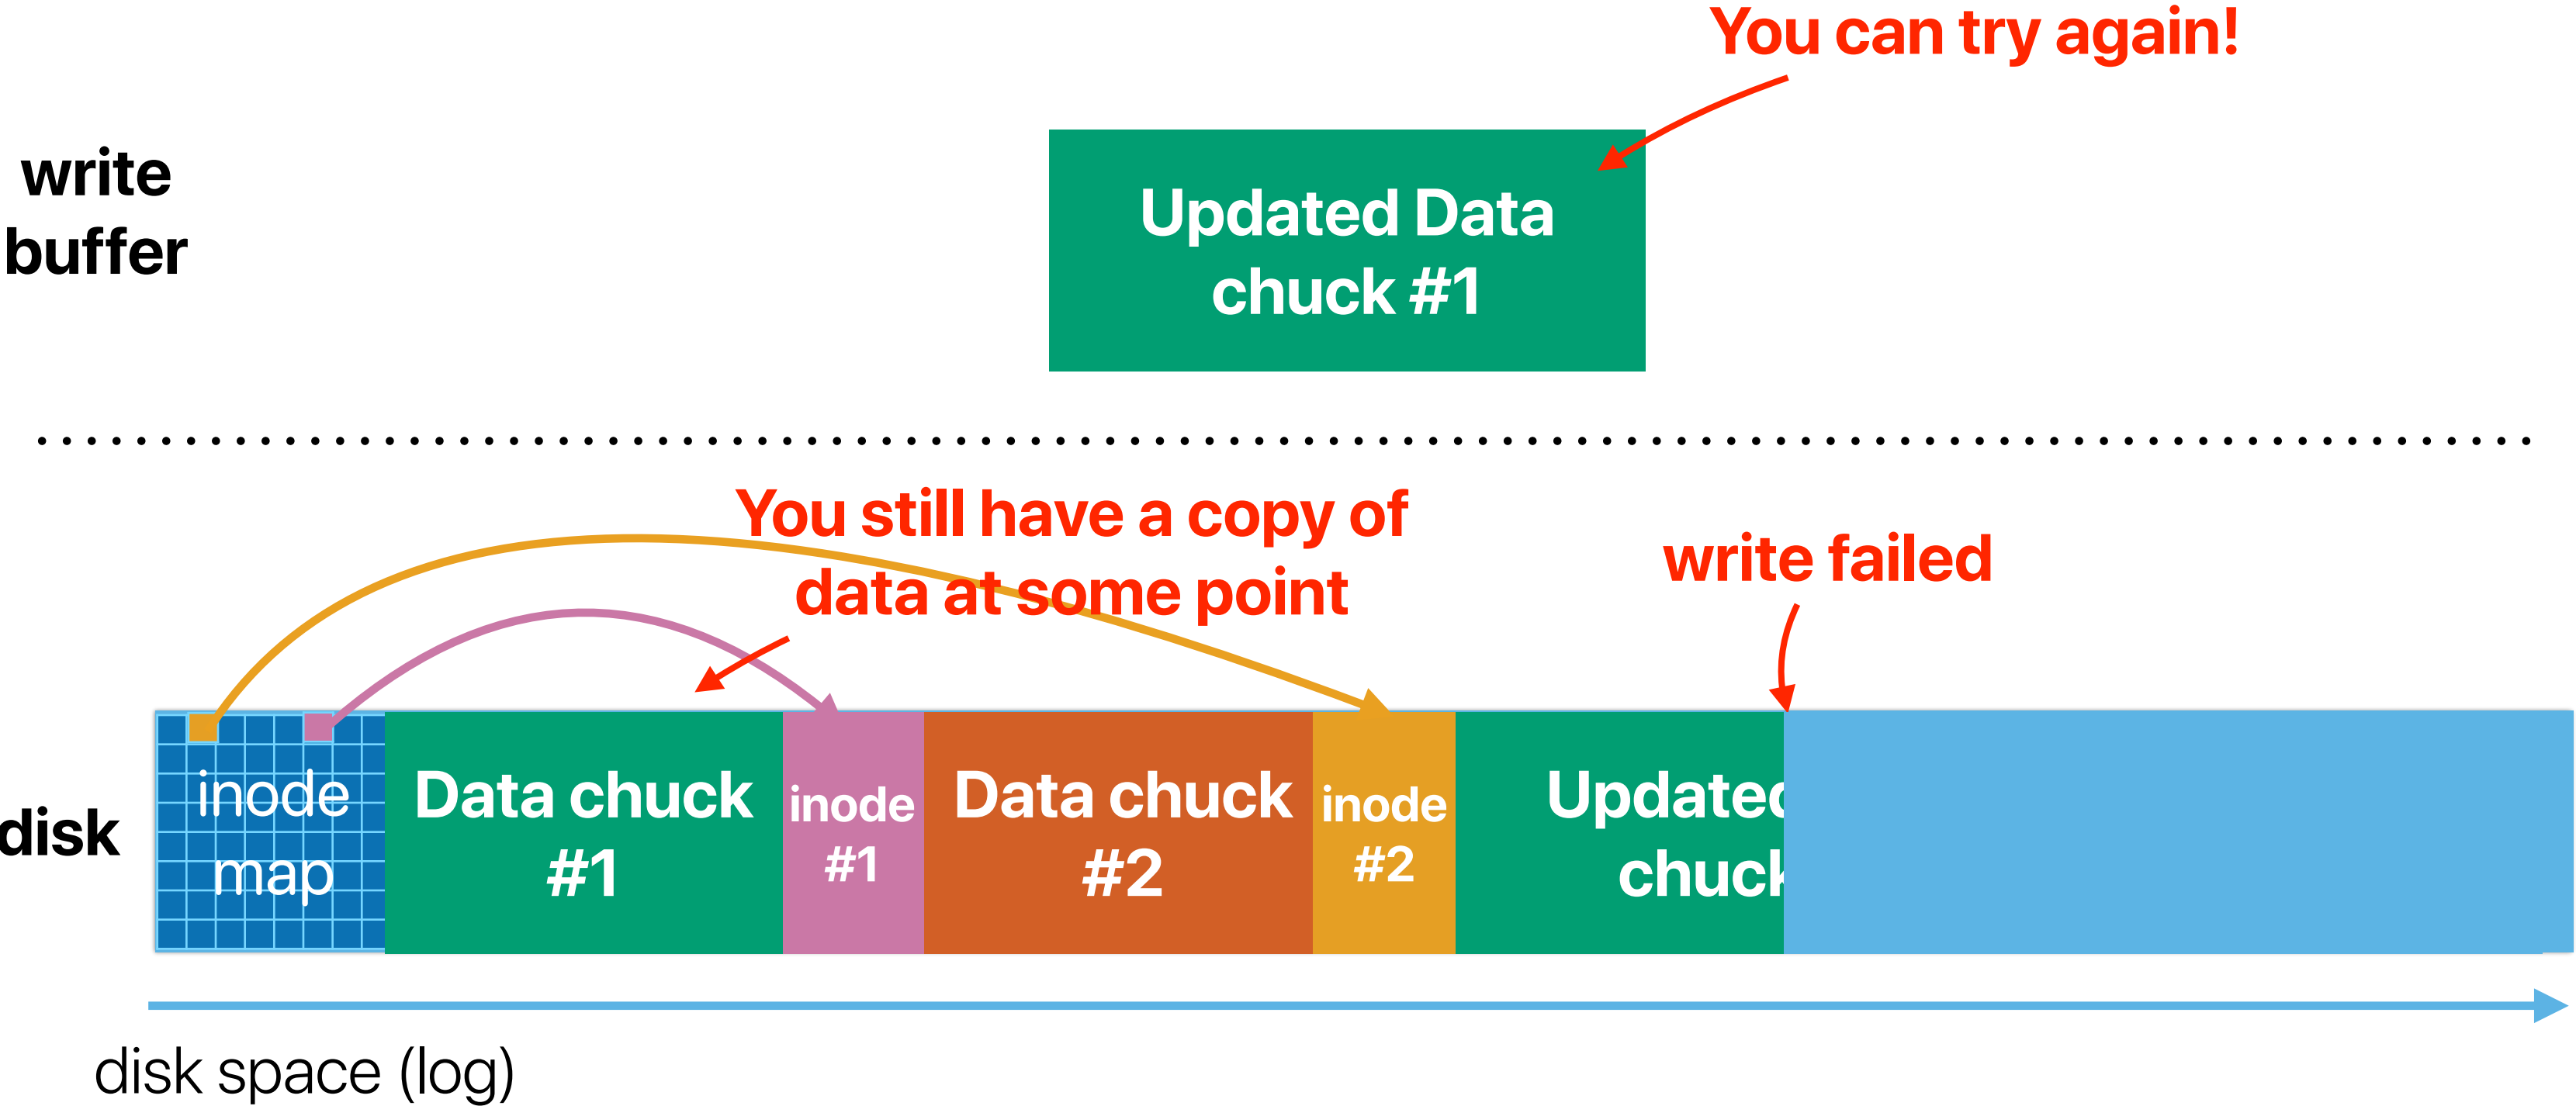 You can try again!
write
buffer
Updated Data
chuck #1
You still have a copy of
data at some point
write failed
disk
inode
map
Data chuck
#1
inode
#1
Data chuck
#2
inode
#2
Updated
chuck
disk space (log)